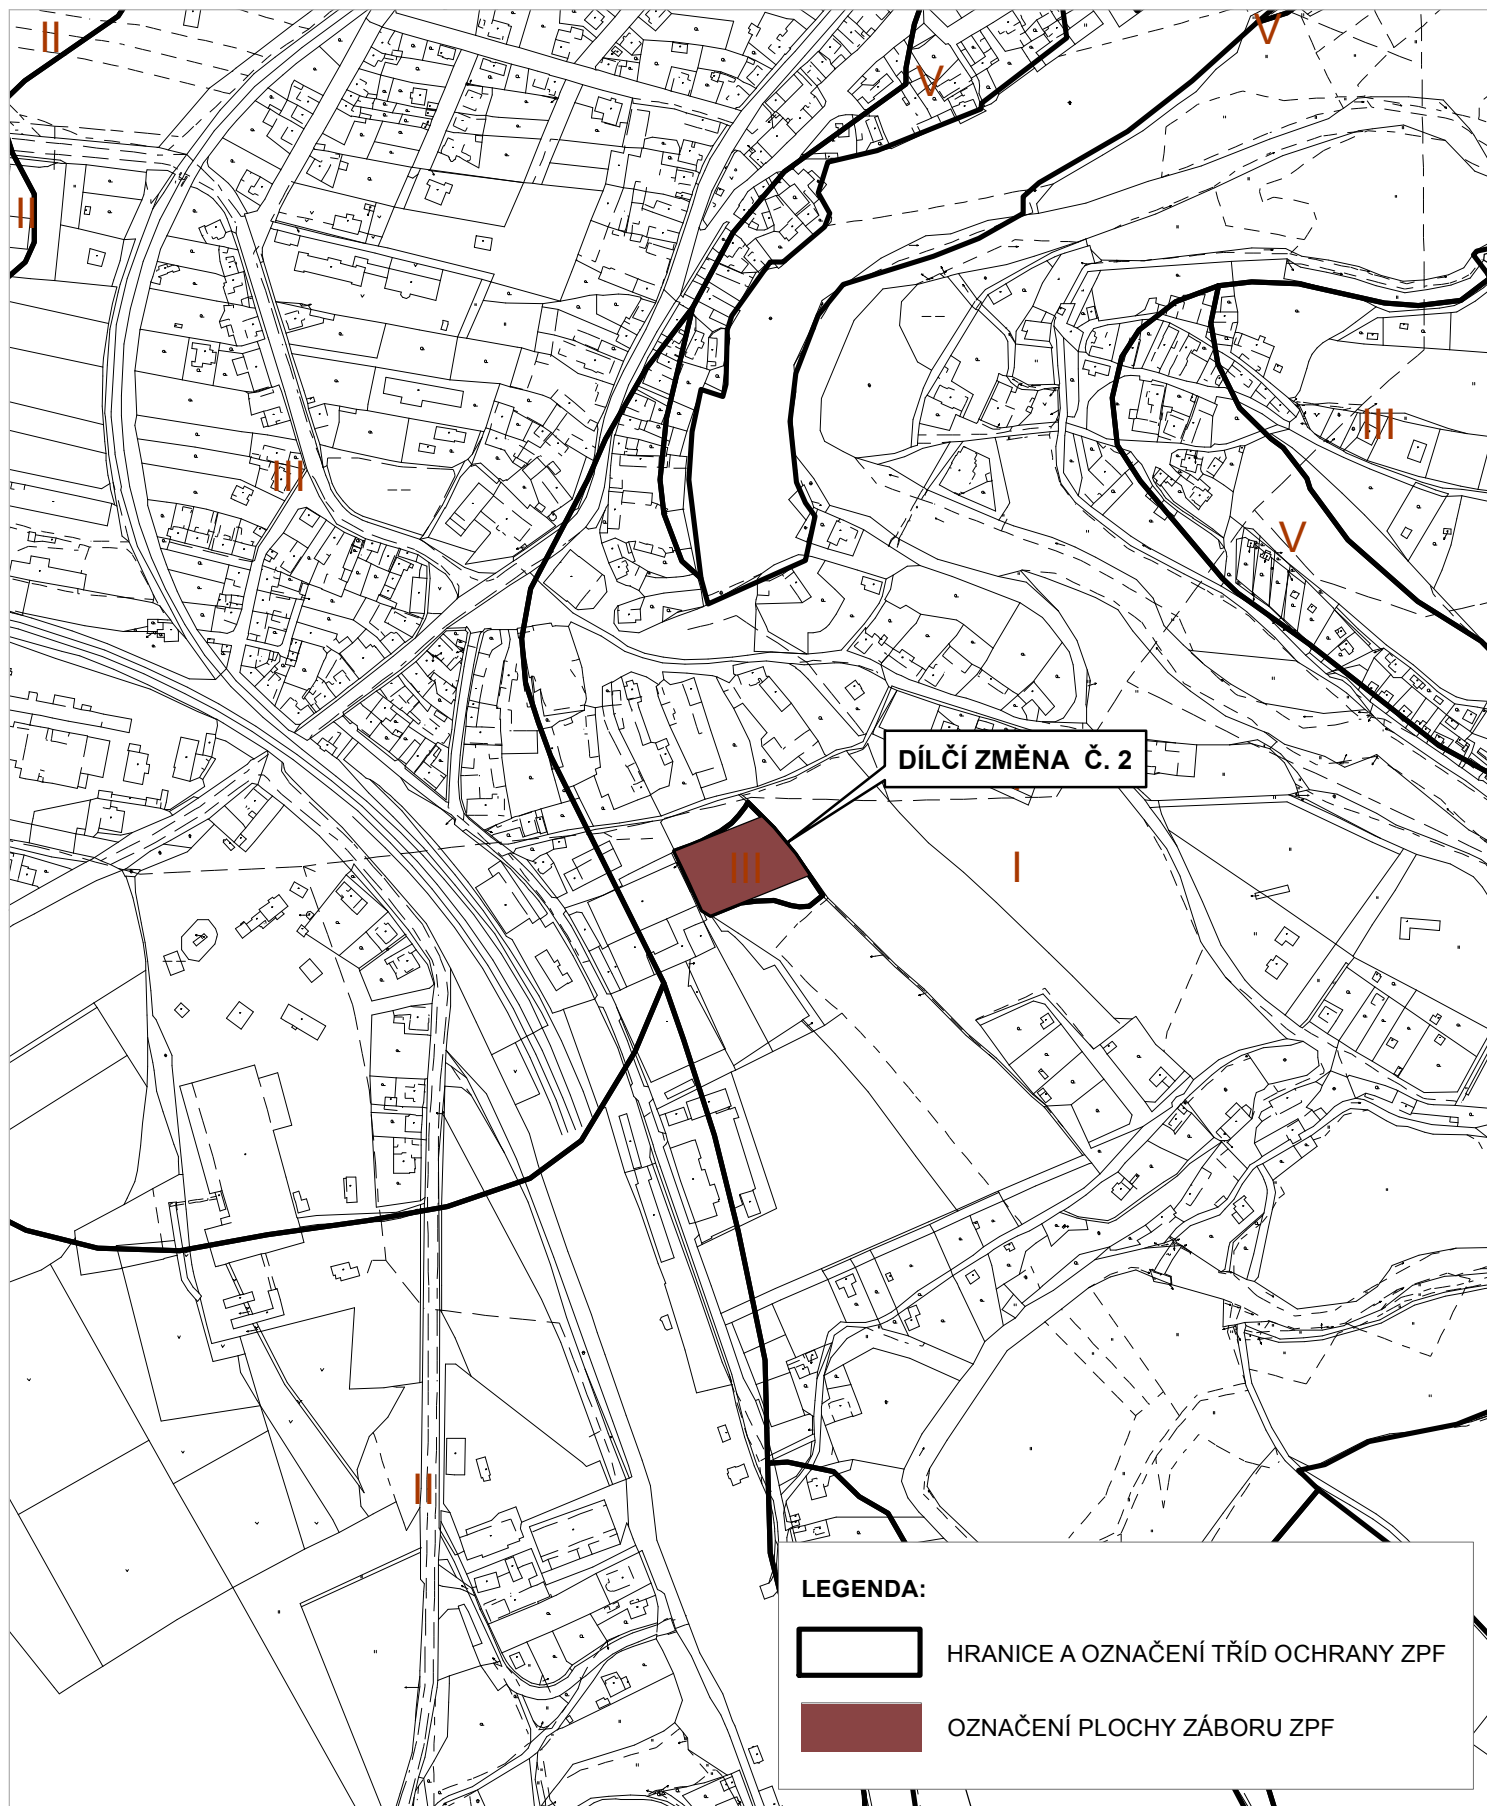 II
V
V
II
III
III
V
DÍLČÍ ZMĚNA Č. 2
III
I
II
LEGENDA:
HRANICE A OZNAČENÍ TŘÍD OCHRANY ZPF
OZNAČENÍ PLOCHY ZÁBORU ZPF